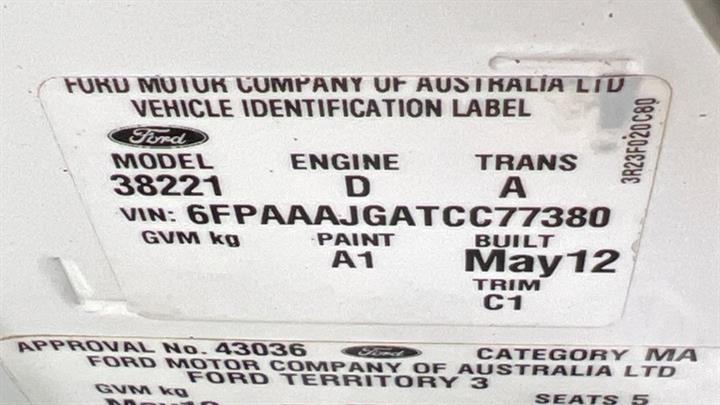 FORD MOTOR COMPANY OF AUSTRALIA LTD
VEHICLE IDENTIFICATION LABEL
Ford
MODEL ENGINE TRANS
38221 D A
VIN: 6FPAAAJGATCC77380
GVM kg PAINT BUILT
A1 May12
TRIM
C1
3R23F020C80
APPROVAL No. 43036 Ford CATEGORY MA
FORD MOTOR COMPANY OF AUSTRALIA LTD
FORD TERRITORY 3
GVM kg SEATS 5
May12